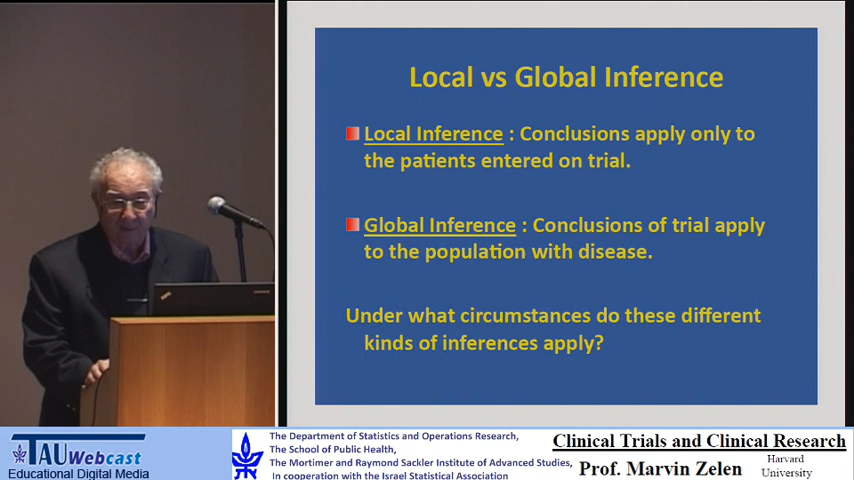 Local vs Global Inference
Local Inference : Conclusions apply only to
the patients entered on trial.
Global Inference : Conclusions of trial apply
to the population with disease.
Under what circumstances do these different
kinds of inferences apply?
TAUWebcast
Educational Digital Media
The Department of Statistics and Operations Research,
The School of Public Health,
The Mortimer and Raymond Sackler Institute of Advanced Studies,
In cooperation with the Israel Statistical Association
Clinical Trials and Clinical Research
Prof. Marvin Zelen
Harvard
University